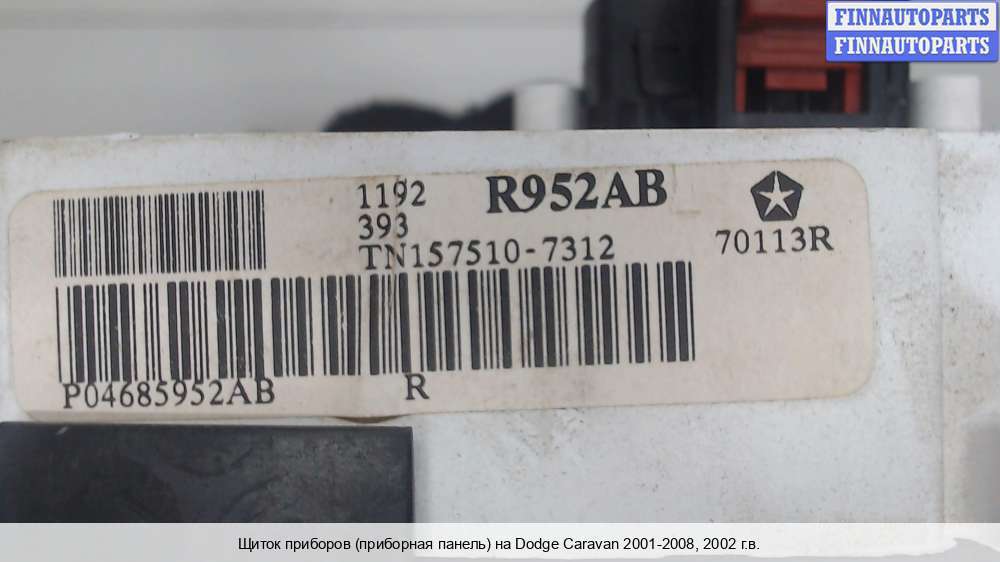 FINNAUTOPARTS
FINNAUTOPARTS
1192
R952AB
393
TN157510-7312
70113R
P04685952AB
R
Щиток приборов (приборная панель) на Dodge Caravan 2001-2008, 2002 г.в.